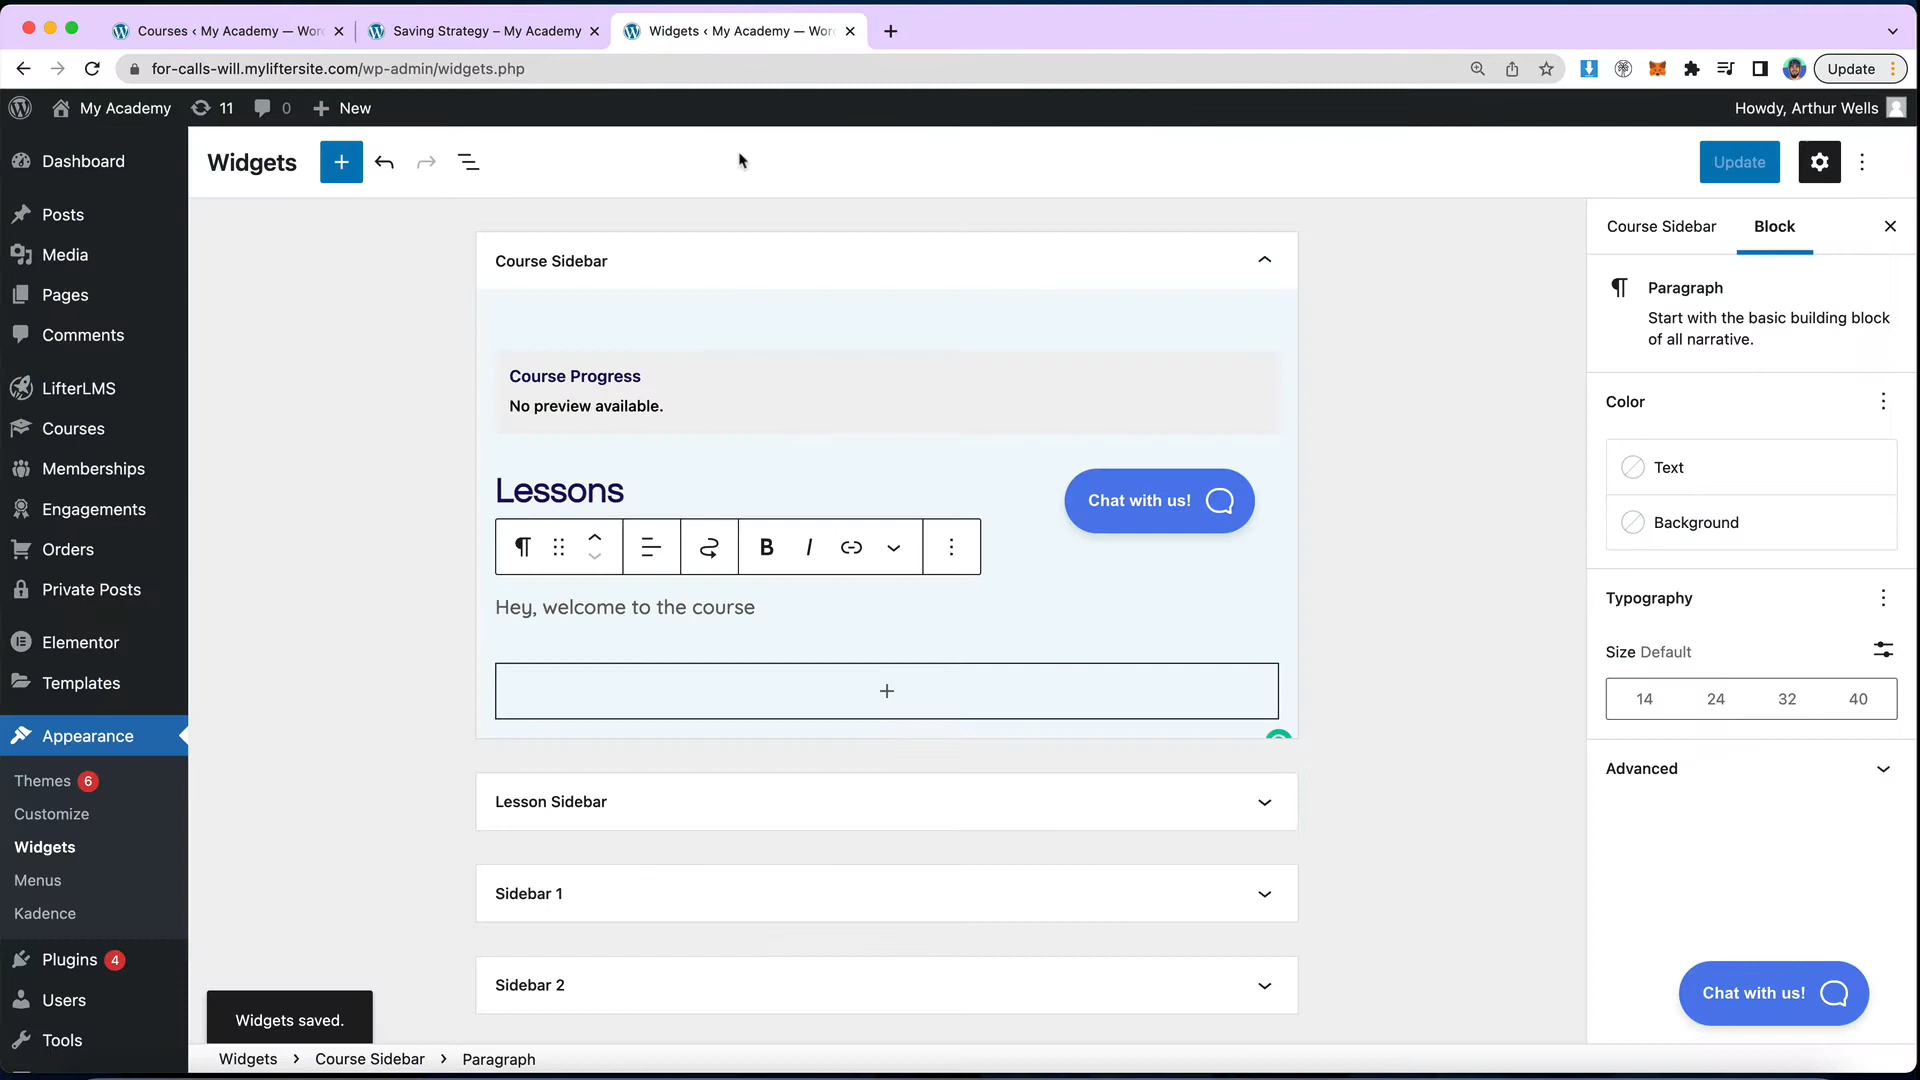 Courses ‹ My Academy — Wor
Saving Strategy – My Academy
Widgets ‹ My Academy — Wor
for-calls-will.myliftersite.com/wp-admin/widgets.php
Update
My Academy
11
0
New
Howdy, Arthur Wells
Dashboard
Posts
Media
Pages
Comments
LifterLMS
Courses
Memberships
Engagements
Orders
Private Posts
Elementor
Templates
Appearance
Themes 6
Customize
Widgets
Menus
Kadence
Plugins 4
Users
Tools
Widgets
Update
Course Sidebar
Course Progress
No preview available.
Lessons
Chat with us!
B I
Hey, welcome to the course
Lesson Sidebar
Sidebar 1
Sidebar 2
Widgets saved.
Widgets › Course Sidebar › Paragraph
Course Sidebar
Block
Paragraph
Start with the basic building block
of all narrative.
Color
Text
Background
Typography
Size Default
14 24 32 40
Advanced
Chat with us!